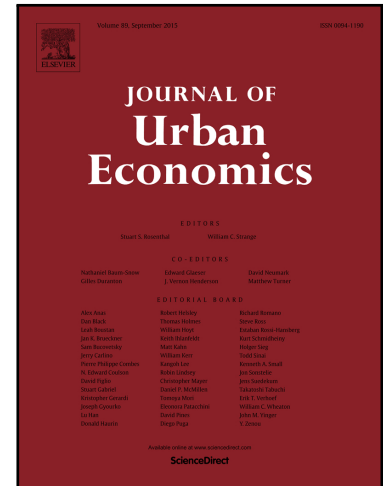 Volume 89, September 2015 ISSN 0094-1190
ELSEVIER
JOURNAL OF
Urban
Economics
EDITORS
Stuart S. Rosenthal William C. Strange
CO-EDITORS
Nathaniel Baum-Snow Edward Glaeser David Neumark
Gilles Duranton J. Vernon Henderson Matthew Turner
EDITORIAL BOARD
Alex Anas Robert Helsley Richard Romano
Dan Black Thomas Holmes Steve Ross
Leah Boustan William Hoyt Esteban Rossi-Hansberg
Jan K. Brueckner Keith Ihlanfeldt Kurt Schmidheiny
Sam Bucovetsky Matt Kahn Holger Sieg
Jerry Carlino William Kerr Todd Sinai
Pierre Philippe Combes Kangoh Lee Kenneth A. Small
N. Edward Coulson Robin Lindsey Jon Sonstelie
David Figlio Christopher Mayer Jens Suedekum
Stuart Gabriel Daniel P. McMillen Takatoshi Tabuchi
Kristopher Gerardi Tomoya Mori Erik T. Verhoef
Joseph Gyourko Eleonora Patacchini William C. Wheaton
Lu Han David Pines John M. Yinger
Donald Haurin Diego Puga Y. Zenou
Available online at www.sciencedirect.com
ScienceDirect